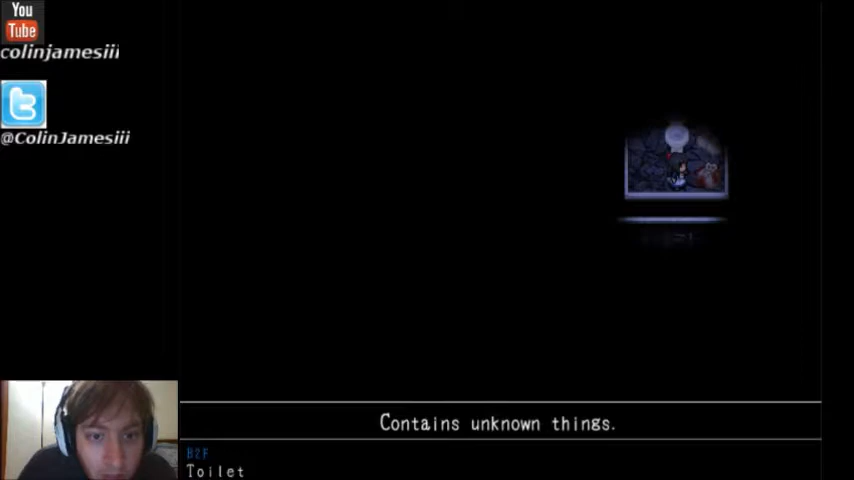 You
Tube
colinjamesiii
@ColinJamesiii
Contains unknown things.
B2F
Toilet